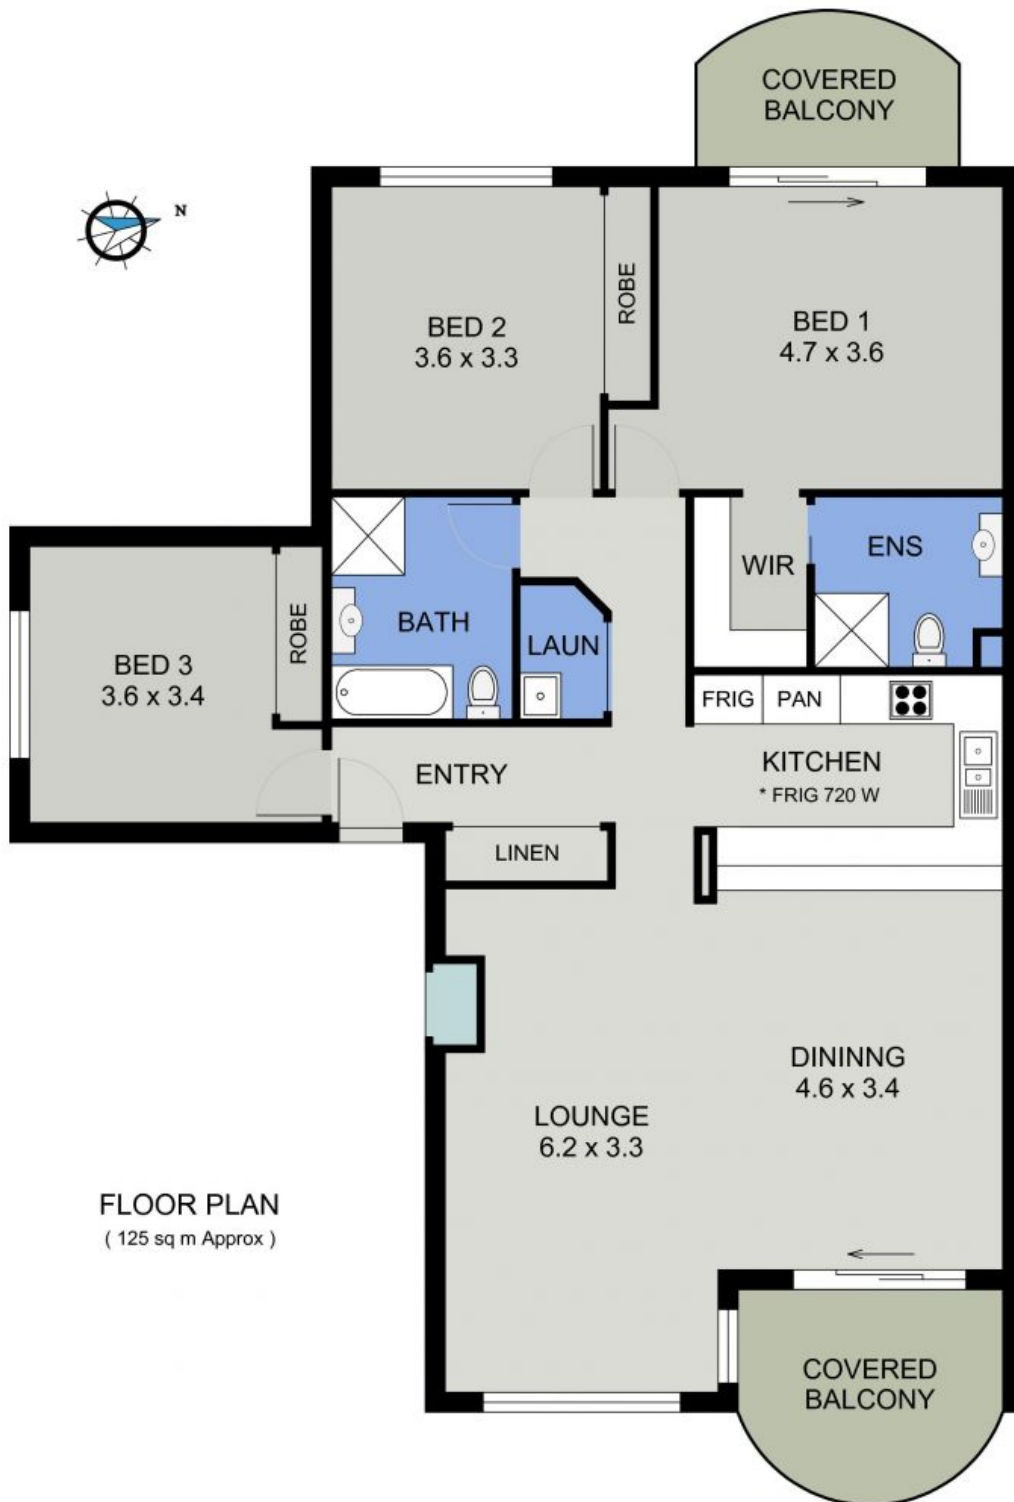 COVERED
BALCONY
N
BED 2
3.6 x 3.3
ROBE
BED 1
4.7 x 3.6
WIR
ENS
BATH
LAUN
BED 3
3.6 x 3.4
ROBE
FRIG
PAN
ENTRY
KITCHEN
* FRIG 720 W
LINEN
LOUNGE
6.2 x 3.3
DININNG
4.6 x 3.4
FLOOR PLAN
( 125 sq m Approx )
COVERED
BALCONY